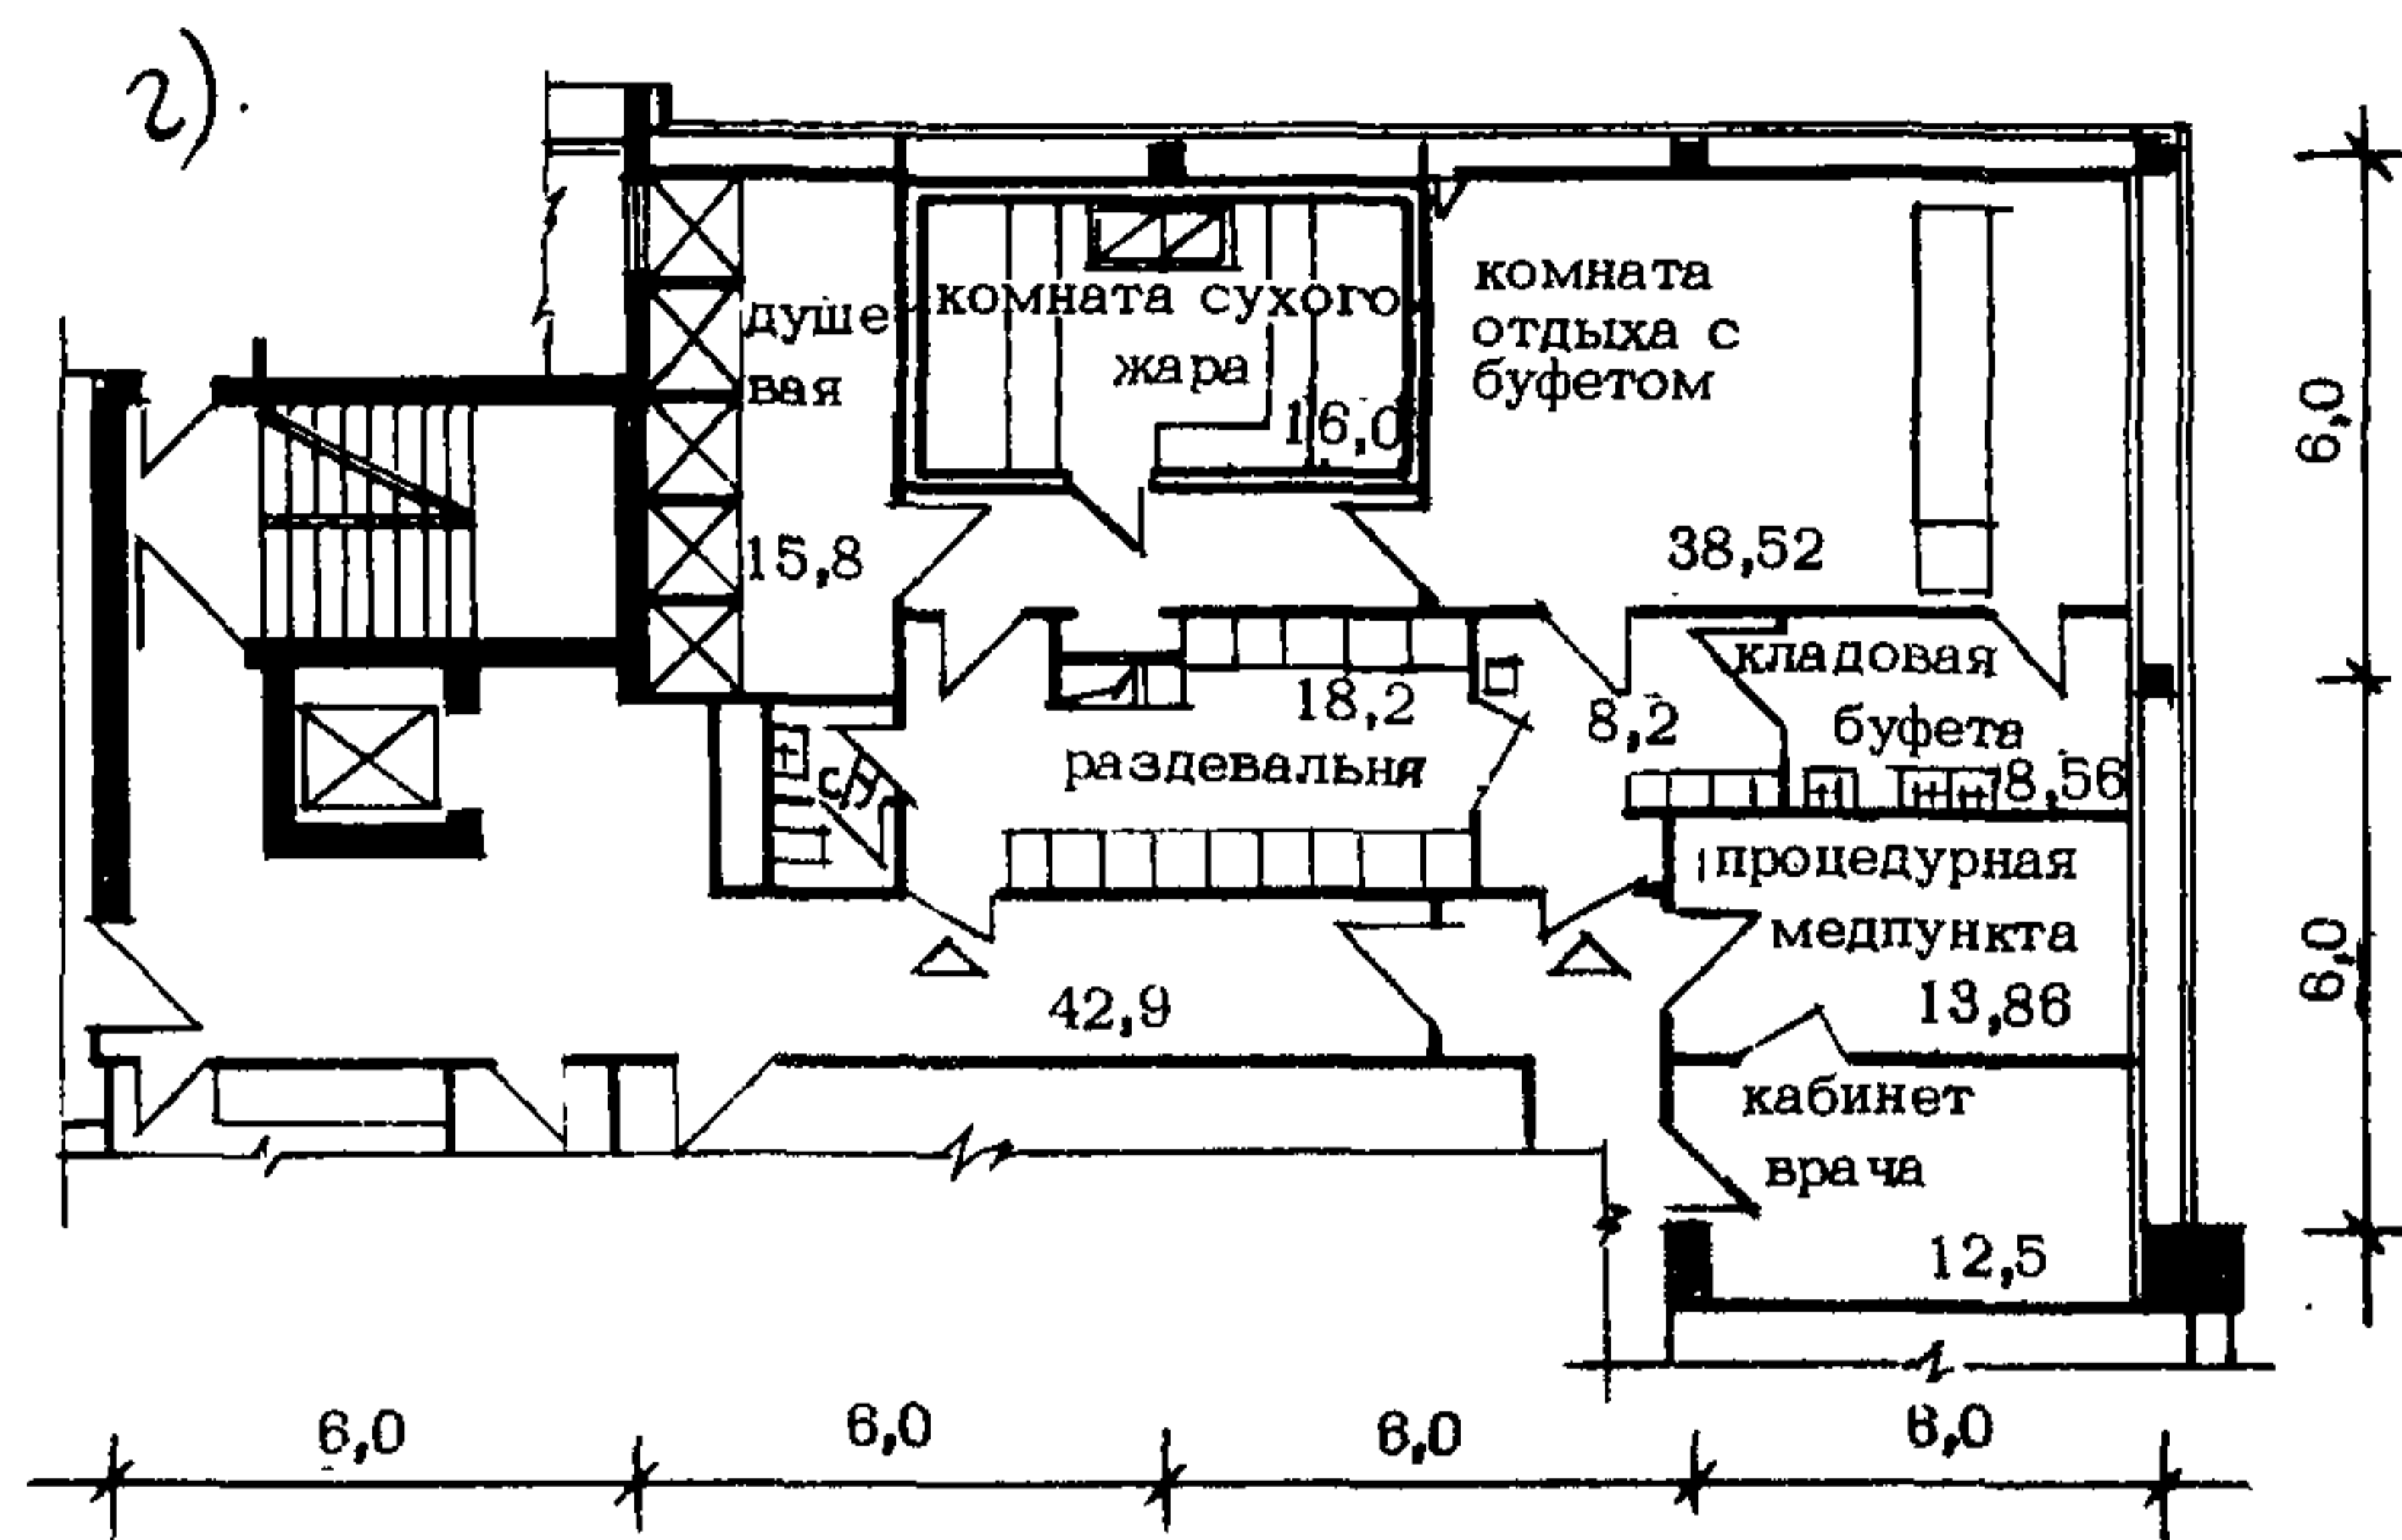 г).
душе
вая
15,8
комната сухого
жара
16,0
комната
отдыха с
буфетом
38,52
18,2
раздевальня
8,2
кладовая
буфета
8,56
су
процедурная
медпункта
13,86
42,9
кабинет
врача
12,5
6,0
6,0
6,0 6,0 6,0 6,0